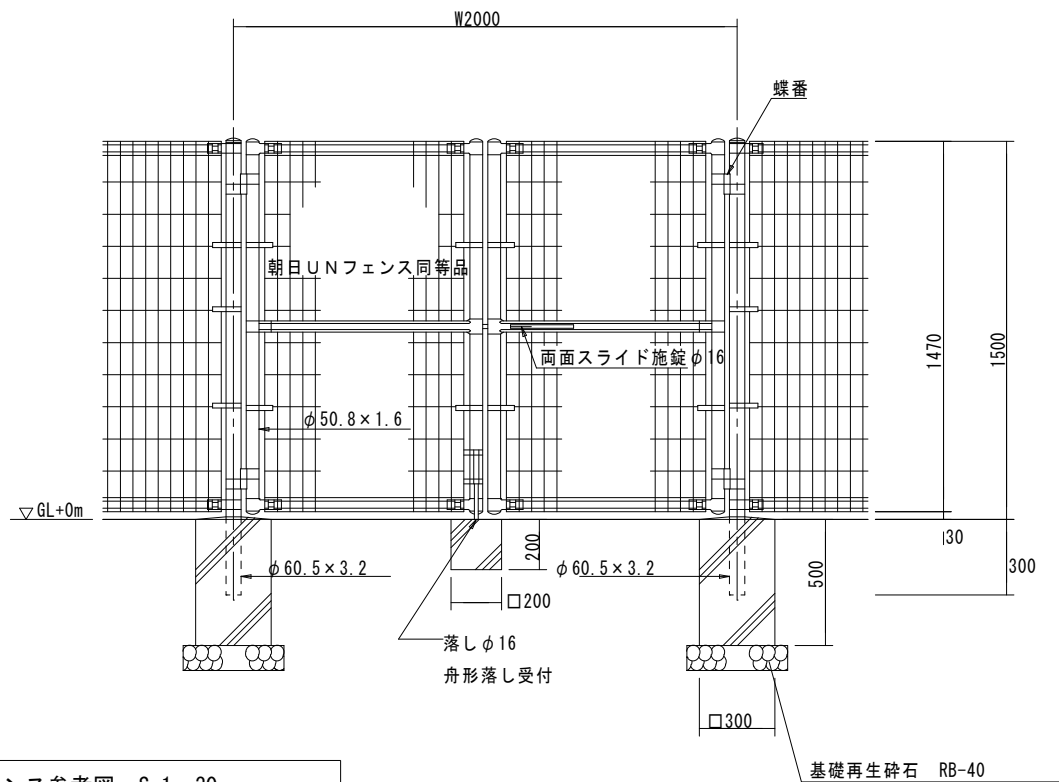 W2000
蝶番
朝日UNフェンス同等品
両面スライド施錠φ16
1470
1500
φ50.8×1.6
▽GL+0m
30
300
200
500
φ60.5×3.2
φ60.5×3.2
□200
落しφ16
舟形落し受付
□300
基礎再生砕石 RB-40